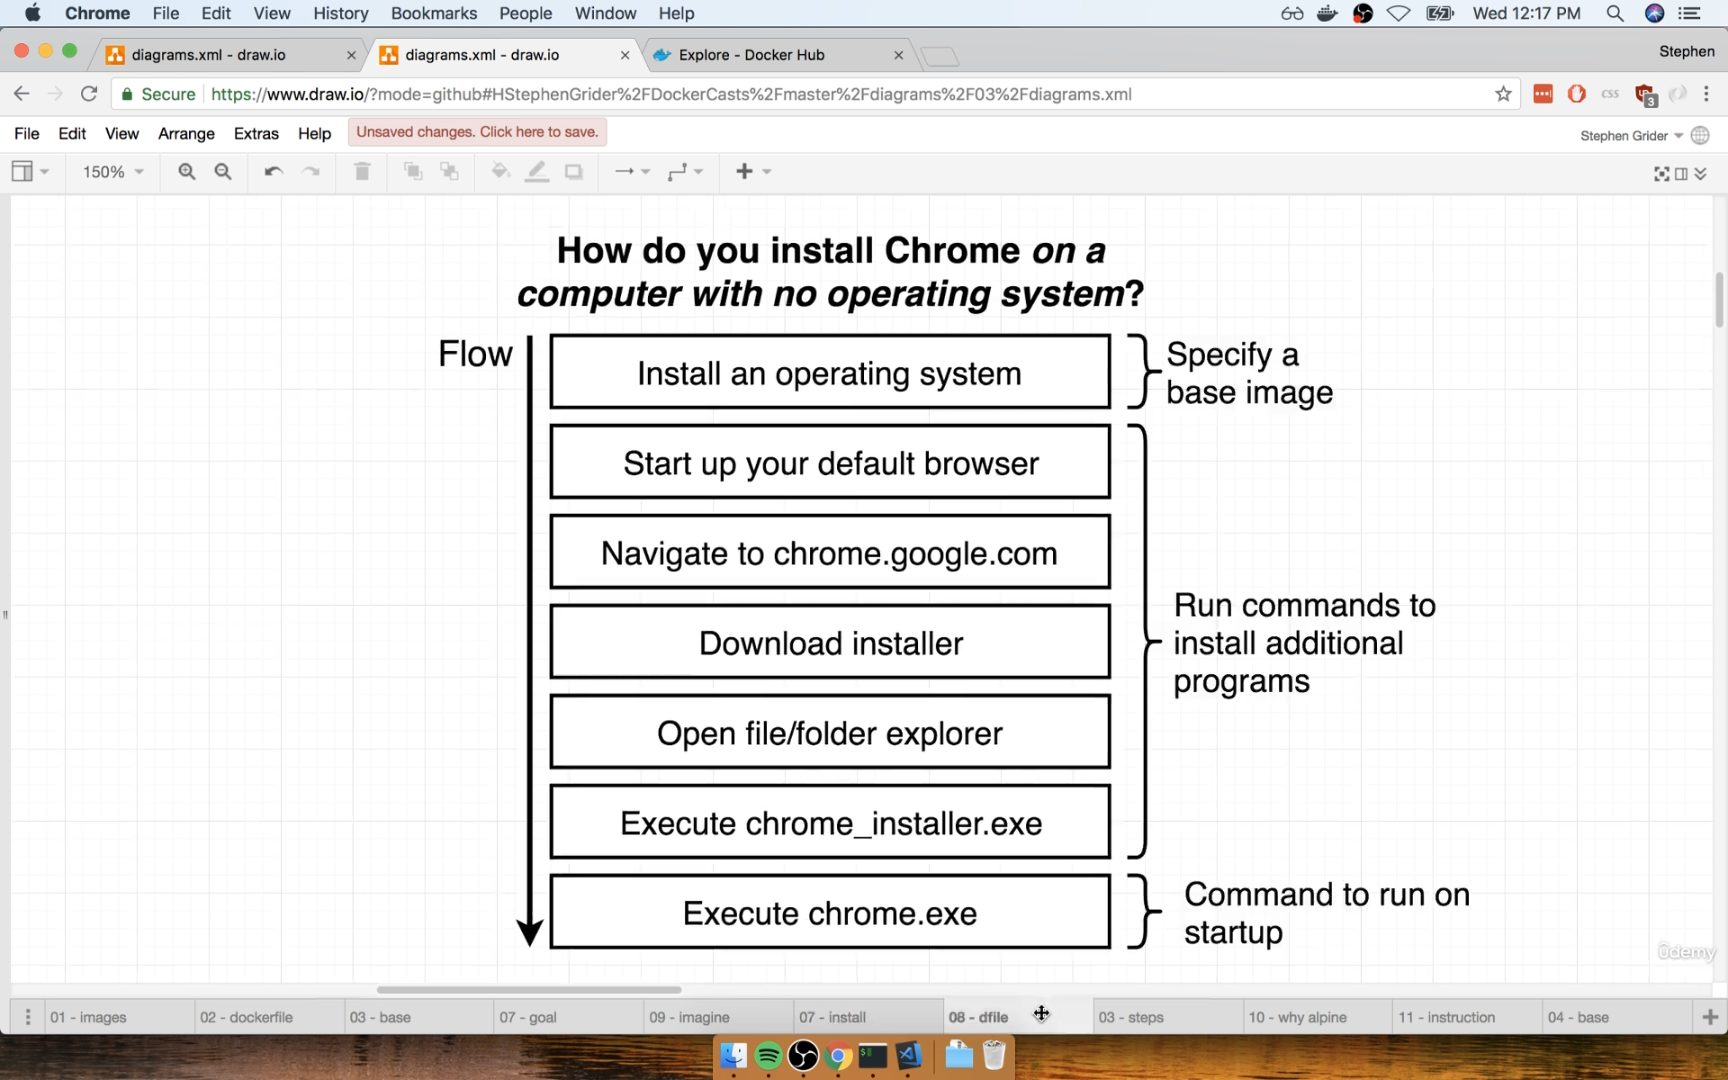 Chrome File Edit View History Bookmarks People Window Help Wed 12:17 PM
diagrams.xml - draw.io diagrams.xml - draw.io Explore - Docker Hub Stephen
Secure https://www.draw.io/?mode=github#HStephenGrider%2FDockerCasts%2Fmaster%2Fdiagrams%2F03%2Fdiagrams.xml CSS 3
File Edit View Arrange Extras Help Unsaved changes. Click here to save. Stephen Grider
150%
How do you install Chrome on a
computer with no operating system?
Flow
Install an operating system
Specify a
base image
Start up your default browser
Navigate to chrome.google.com
Download installer
Open file/folder explorer
Execute chrome_installer.exe
Run commands to
install additional
programs
Execute chrome.exe
Command to run on
startup
ûdemy
01 - images 02 - dockerfile 03 - base 07 - goal 09 - imagine 07 - install 08 - dfile 03 - steps 10 - why alpine 11 - instruction 04 - base